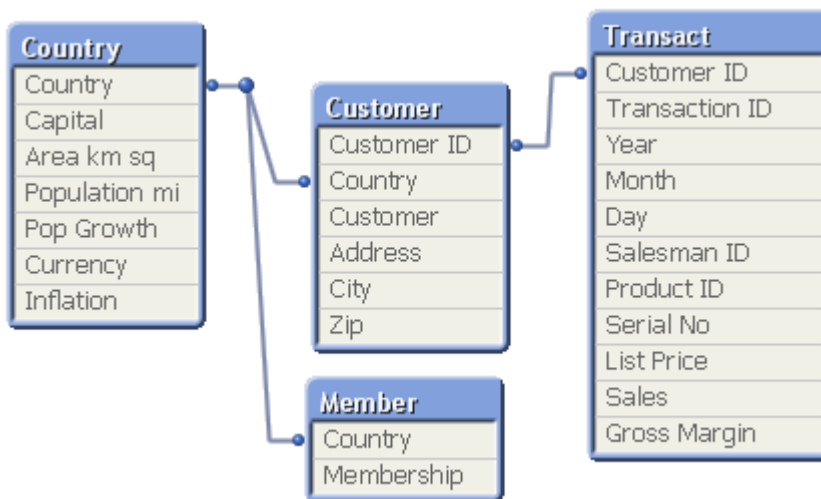 Country
Country
Capital
Area km sq
Population mi
Pop Growth
Currency
Inflation
Customer
Customer ID
Country
Customer
Address
City
Zip
Member
Country
Membership
Transact
Customer ID
Transaction ID
Year
Month
Day
Salesman ID
Product ID
Serial No
List Price
Sales
Gross Margin